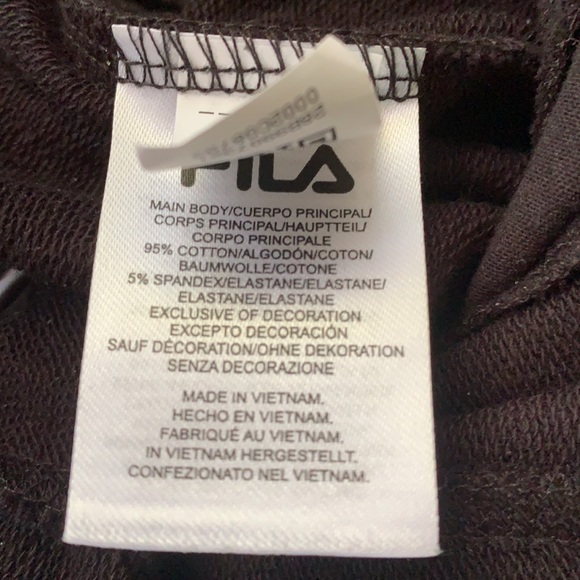 FILA
MAIN BODY/CUERPO PRINCIPAL/
CORPS PRINCIPAL/HAUPTTEIL/
CORPO PRINCIPALE
95% COTTON/ALGODÓN/COTON/
BAUMWOLLE/COTONE
5% SPANDEX/ELASTANE/ELASTANE/
ELASTANE/ELASTANE
EXCLUSIVE OF DECORATION
EXCEPTO DECORACIÓN
SAUF DÉCORATION/OHNE DEKORATION
SENZA DECORAZIONE
MADE IN VIETNAM.
HECHO EN VIETNAM.
FABRIQUÉ AU VIETNAM.
IN VIETNAM HERGESTELLT.
CONFEZIONATO NEL VIETNAM.